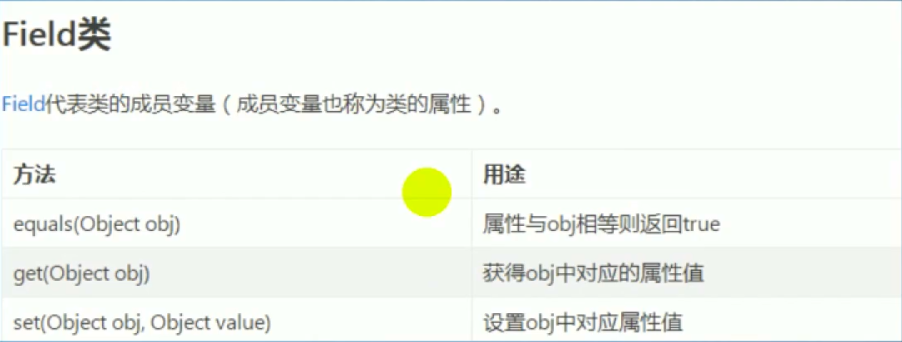 Field类
Field代表类的成员变量（成员变量也称为类的属性）。
方法 用途
equals(Object obj) 属性与obj相等则返回true
get(Object obj) 获得obj中对应的属性值
set(Object obj, Object value) 设置obj中对应属性值